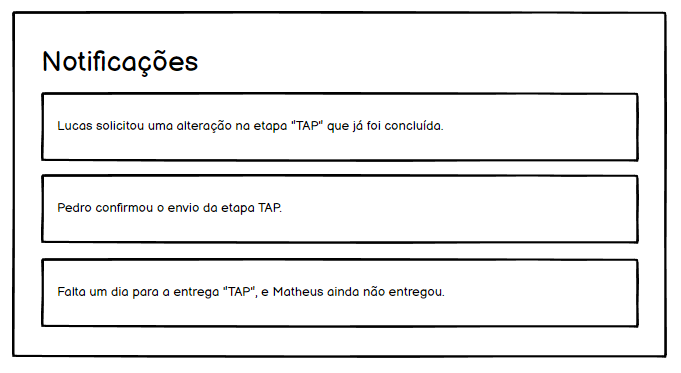 Notificações
Lucas solicitou uma alteração na etapa "TAP" que já foi concluída.
Pedro confirmou o envio da etapa TAP.
Falta um dia para a entrega "TAP", e Matheus ainda não entregou.